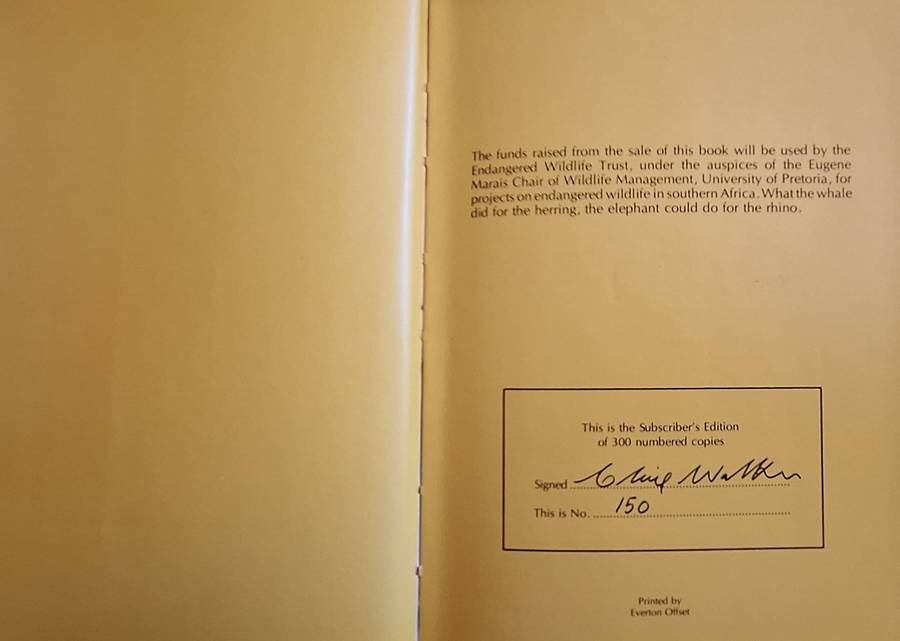 The funds raised from the sale of this book will be used by the
Endangered Wildlife Trust, under the auspices of the Eugene
Marais Chair of Wildlife Management, University of Pretoria, for
projects on endangered wildlife in southern Africa. What the whale
did for the herring, the elephant could do for the rhino.
This is the Subscriber's Edition
of 300 numbered copies
Signed Clive Walker
This is No. 150
Printed by
Everton Offset